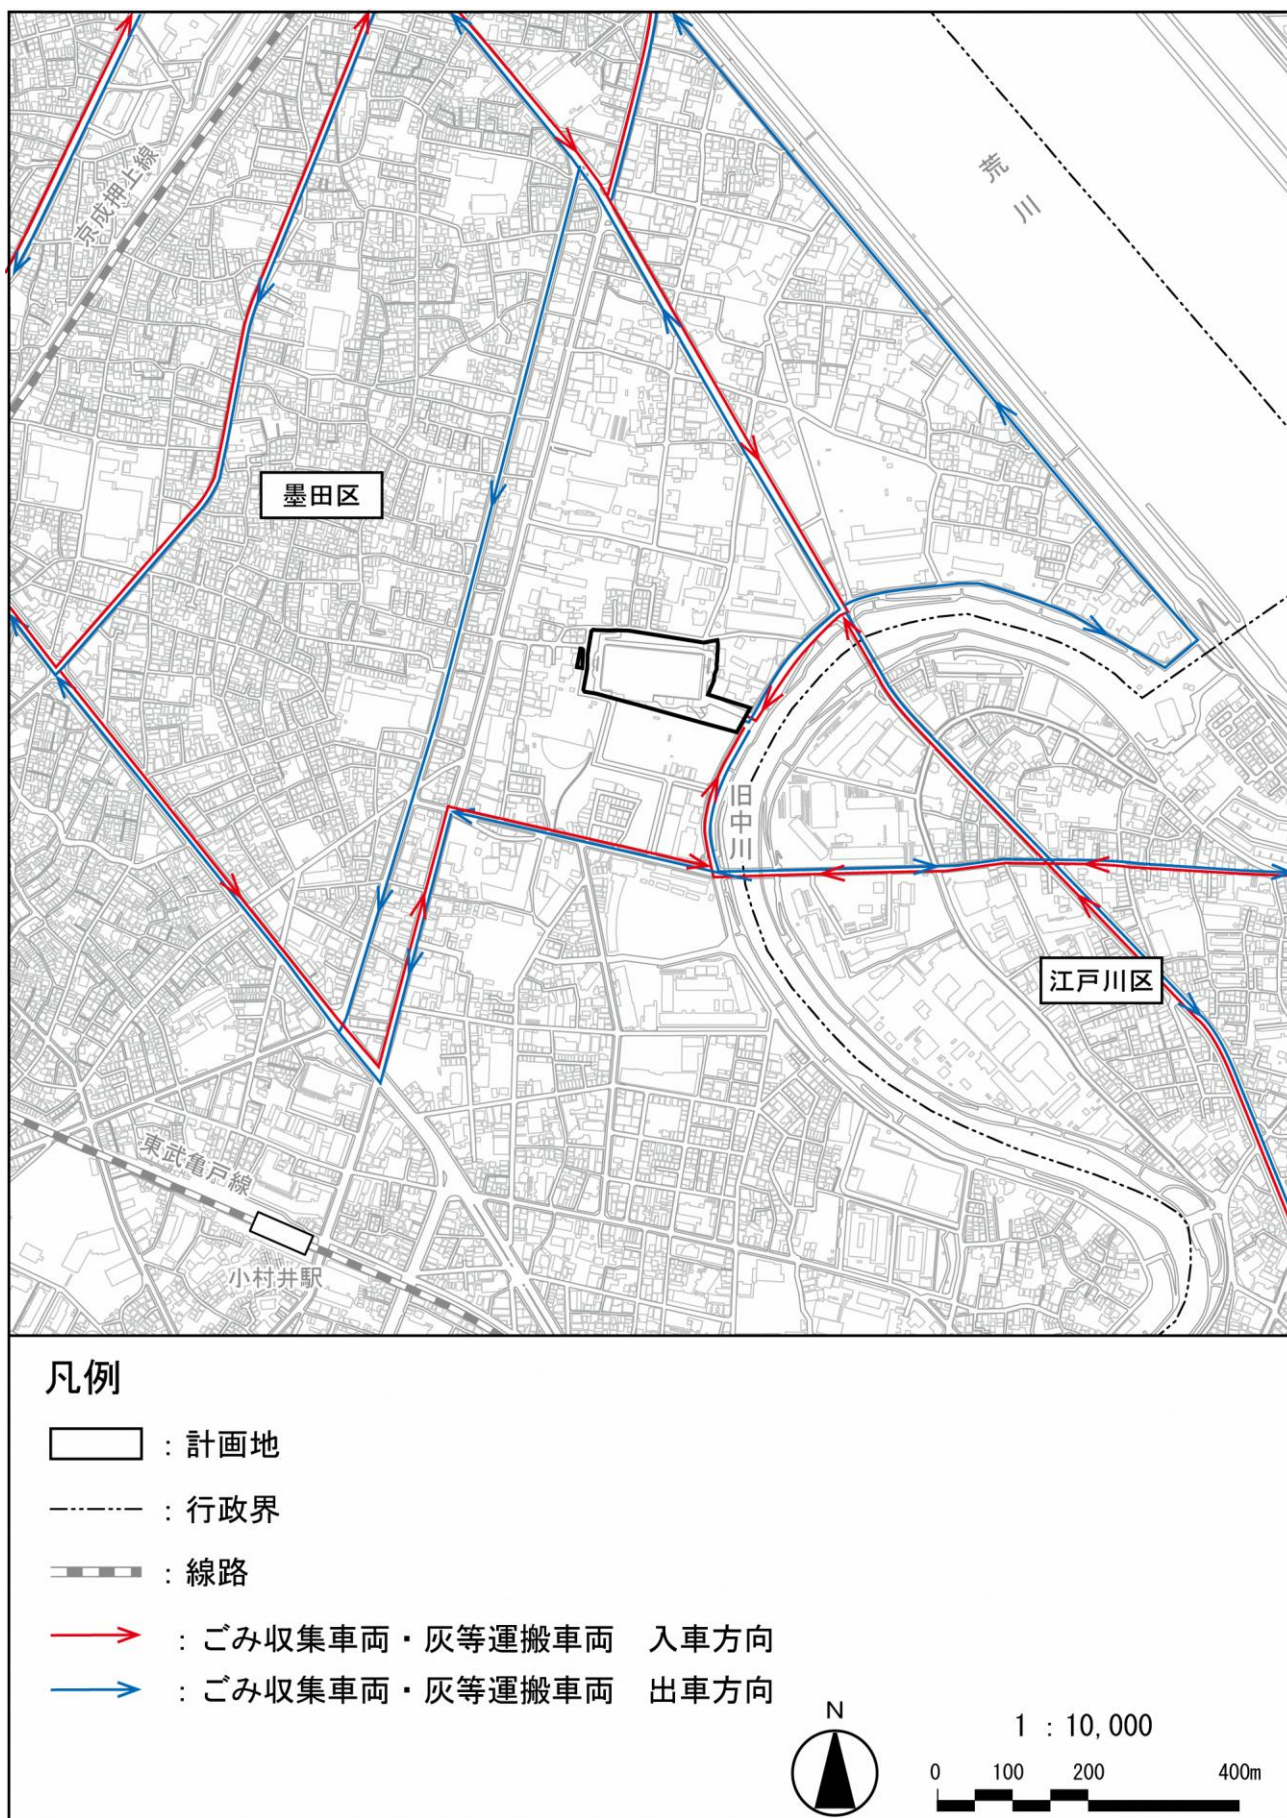 荒川
京成押上線
墨田区
旧中川
江戸川区
東武亀戸線
小村井駅
凡例
：計画地
：行政界
：線路
：ごみ収集車両・灰等運搬車両　入車方向
：ごみ収集車両・灰等運搬車両　出車方向
N
1 : 10,000
0 100 200 400m